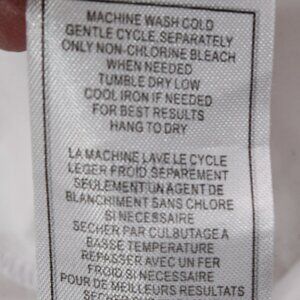 MACHINE WASH COLD
GENTLE CYCLE, SEPARATELY
ONLY NON-CHLORINE BLEACH
WHEN NEEDED
TUMBLE DRY LOW
COOL IRON IF NEEDED
FOR BEST RESULTS
HANG TO DRY
LA MACHINE LAVE LE CYCLE
LEGER FROID SEPAREMENT
SEULEMENT UN AGENT DE
BLANCHIMENT SANS CHLORE
SI NECESSAIRE
SECHER PAR CULBUTAGE A
BASSE TEMPERATURE
REPASSER AVEC UN FER
FROID SI NECESSAIRE
POUR DE MEILLEURS RESULTATS
SECHER